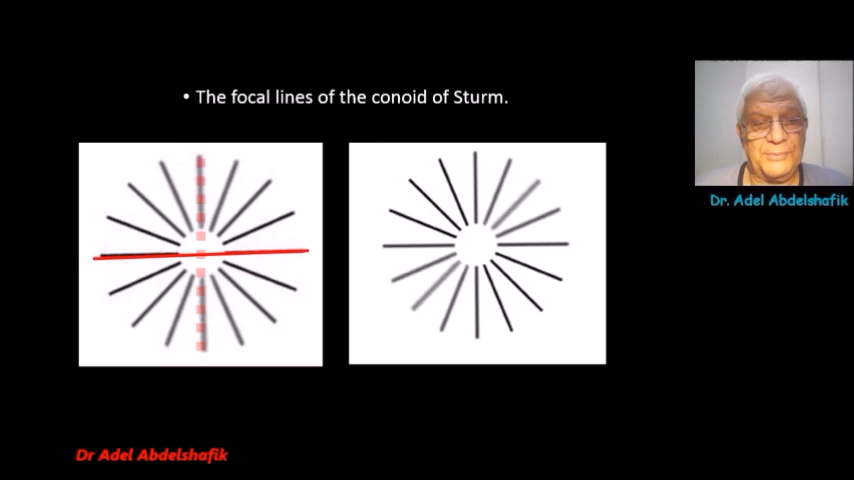 • The focal lines of the conoid of Sturm.
Dr. Adel Abdelshafik
Dr Adel Abdelshafik